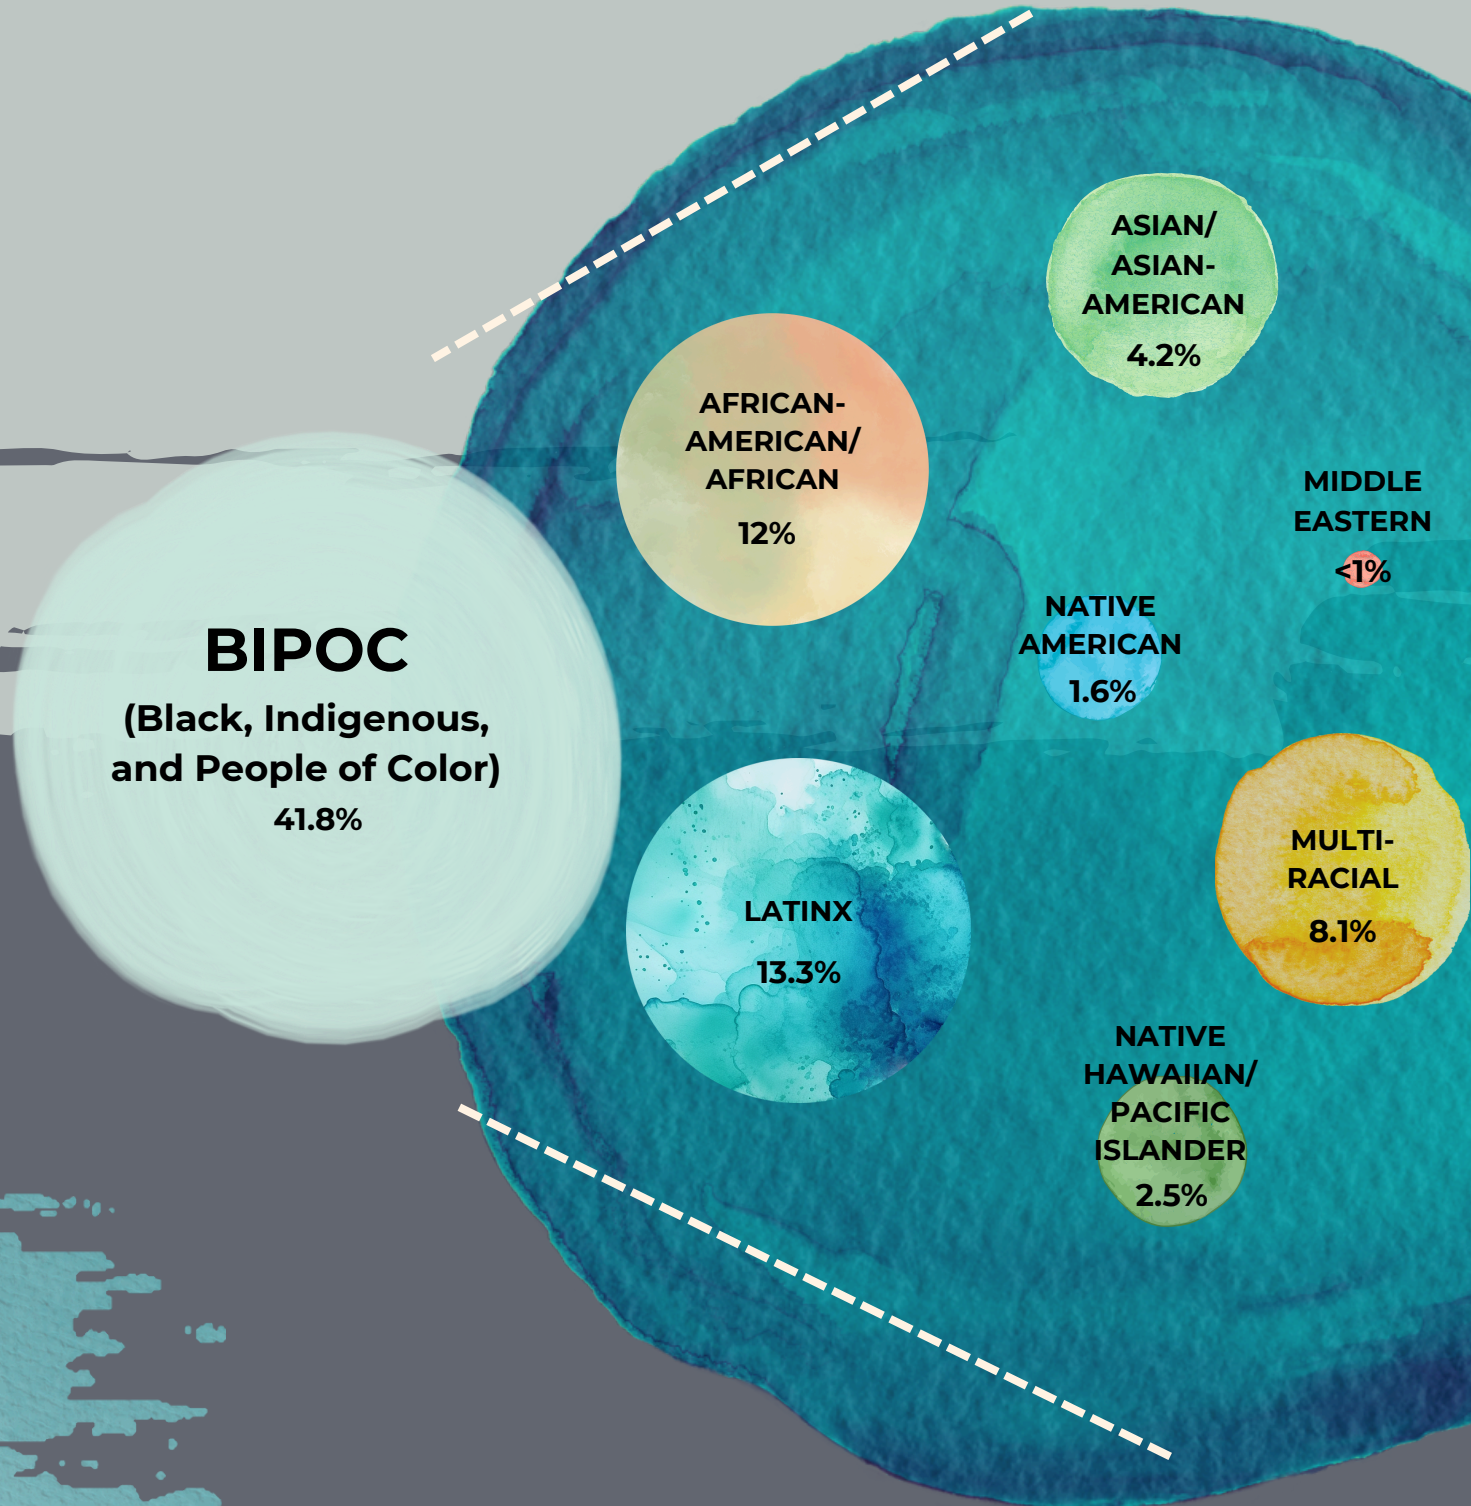 BIPOC
(Black, Indigenous,
and People of Color)
41.8%
AFRICAN-
AMERICAN/
AFRICAN
12%
ASIAN/
ASIAN-
AMERICAN
4.2%
MIDDLE
EASTERN
<1%
NATIVE
AMERICAN
1.6%
LATINX
13.3%
MULTI-
RACIAL
8.1%
NATIVE
HAWAIIAN/
PACIFIC
ISLANDER
2.5%